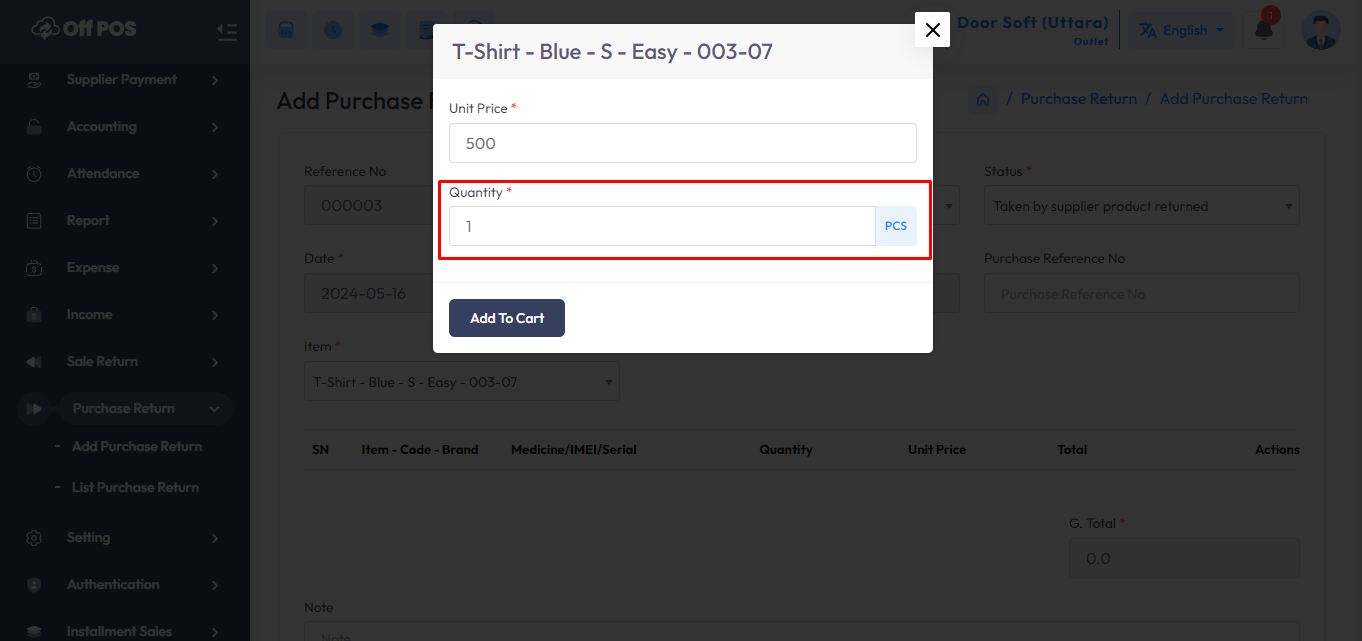 Off POS
Door Soft (Uttara)
Outlet
English
1
Supplier Payment
Accounting
Attendance
Report
Expense
Income
Sale Return
Purchase Return
- Add Purchase Return
- List Purchase Return
Setting
Authentication
Installment Sales
T-Shirt - Blue - S - Easy - 003-07
Unit Price *
500
Quantity *
1
PCS
Add To Cart
Add Purchase
/ Purchase Return / Add Purchase Return
Reference No
000003
Status *
Taken by supplier product returned
Date *
2024-05-16
Purchase Reference No
Purchase Reference No
Item *
T-Shirt - Blue - S - Easy - 003-07
SN Item - Code - Brand Medicine/IMEI/Serial Quantity Unit Price Total Actions
G. Total *
0.0
Note
Note